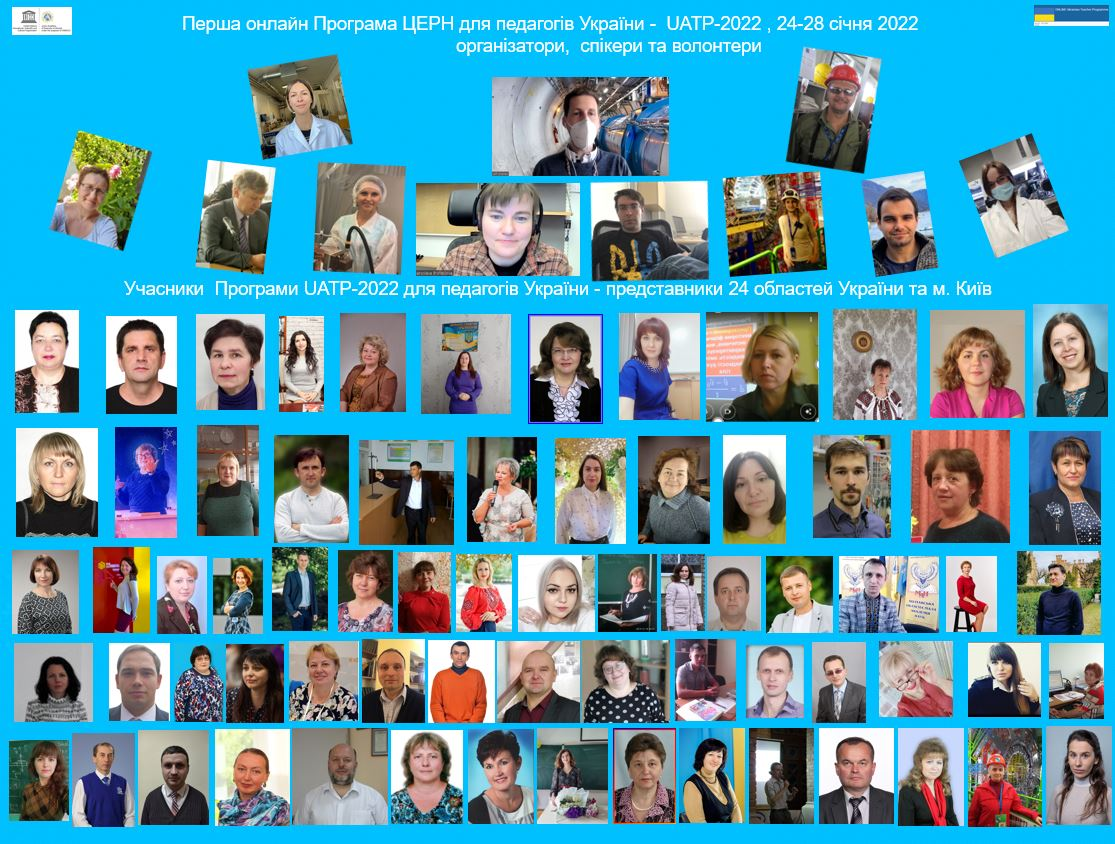 Перша онлайн Програма ЦЕРН для педагогів України - UATP-2022 , 24-28 січня 2022
організатори, спікери та волонтери
Учасники Програми UATP-2022 для педагогів України - представники 24 областей України та м. Київ